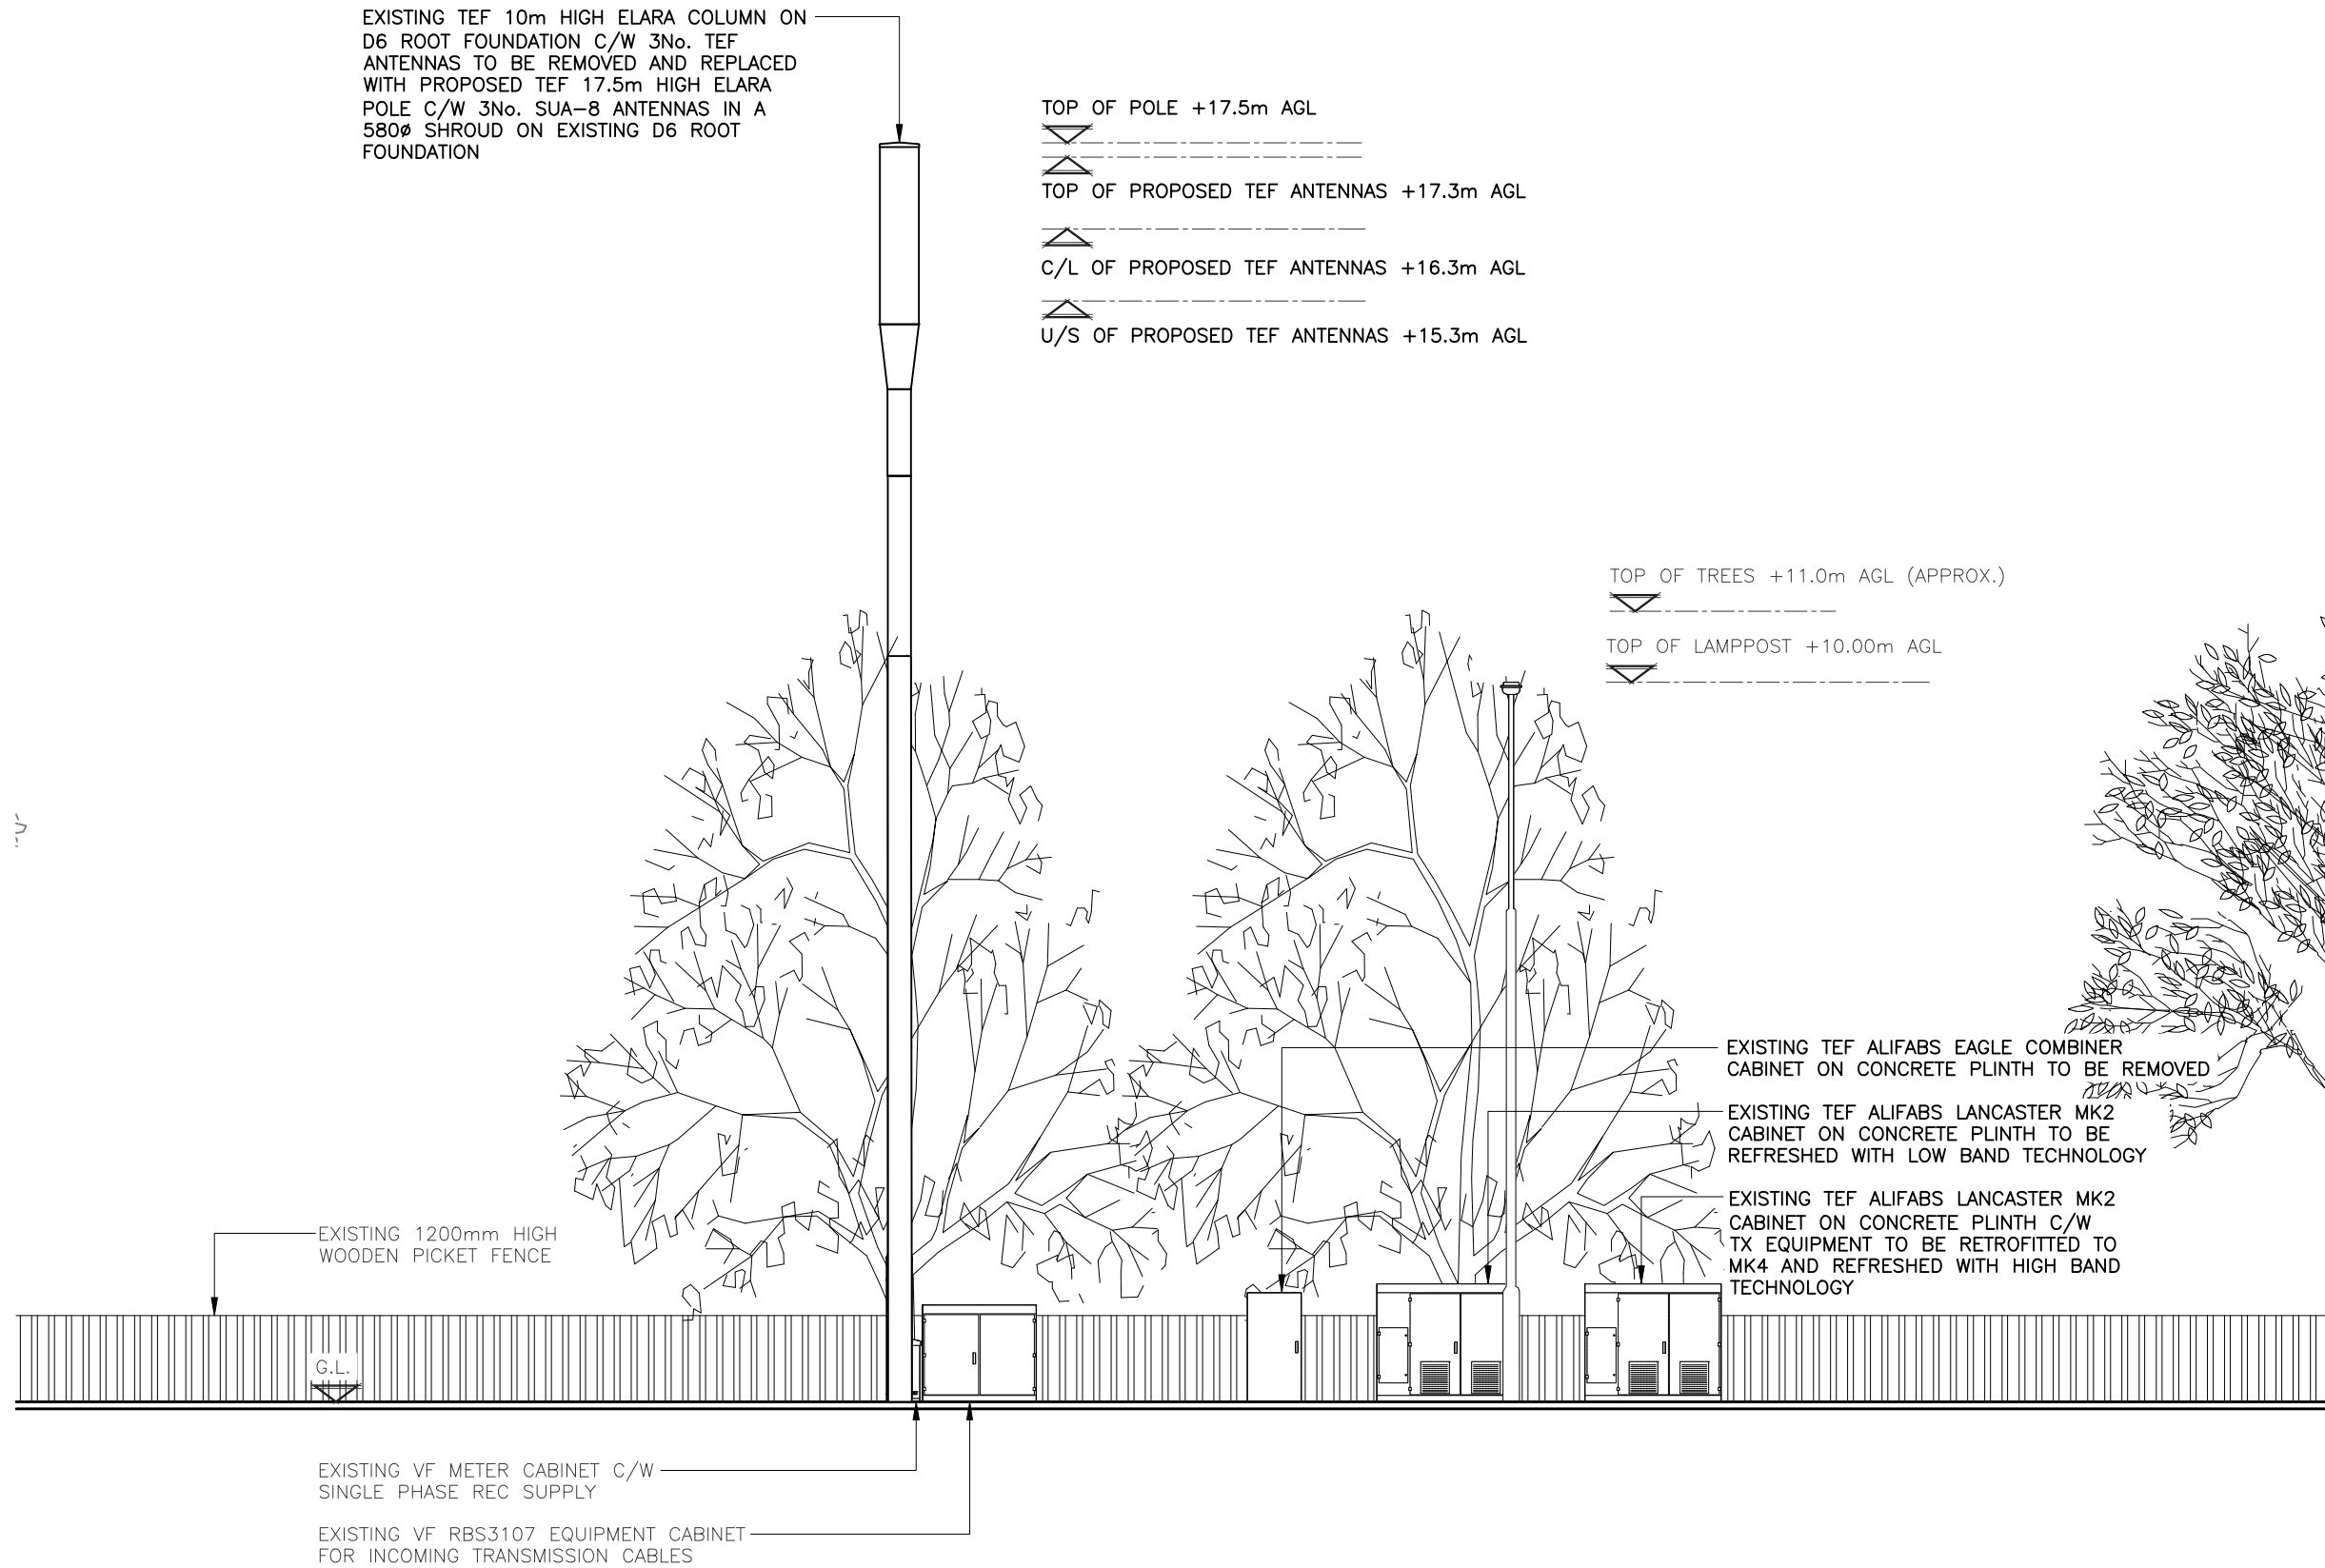 EXISTING TEF 10m HIGH ELARA COLUMN ON
D6 ROOT FOUNDATION C/W 3No. TEF
ANTENNAS TO BE REMOVED AND REPLACED
WITH PROPOSED TEF 17.5m HIGH ELARA
POLE C/W 3No. SUA-8 ANTENNAS IN A
580ø SHROUD ON EXISTING D6 ROOT
FOUNDATION
TOP OF POLE +17.5m AGL
TOP OF PROPOSED TEF ANTENNAS +17.3m AGL
C/L OF PROPOSED TEF ANTENNAS +16.3m AGL
U/S OF PROPOSED TEF ANTENNAS +15.3m AGL
TOP OF TREES +11.0m AGL (APPROX.)
TOP OF LAMPPOST +10.00m AGL
EXISTING TEF ALIFABS EAGLE COMBINER
CABINET ON CONCRETE PLINTH TO BE REMOVED
EXISTING TEF ALIFABS LANCASTER MK2
CABINET ON CONCRETE PLINTH TO BE
REFRESHED WITH LOW BAND TECHNOLOGY
EXISTING TEF ALIFABS LANCASTER MK2
CABINET ON CONCRETE PLINTH C/W
TX EQUIPMENT TO BE RETROFITTED TO
MK4 AND REFRESHED WITH HIGH BAND
TECHNOLOGY
EXISTING 1200mm HIGH
WOODEN PICKET FENCE
G.L.
EXISTING VF METER CABINET C/W
SINGLE PHASE REC SUPPLY
EXISTING VF RBS3107 EQUIPMENT CABINET
FOR INCOMING TRANSMISSION CABLES